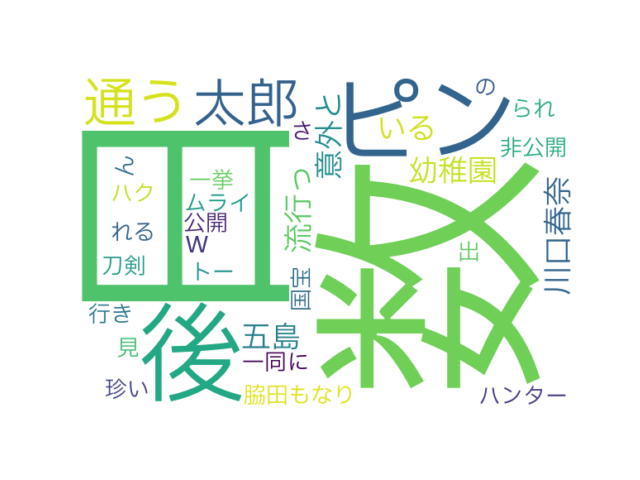 通う
太郎
ピン
の
さ
意外と
いる
られ
非公開
幼稚園
日
ん
ハク
一挙
ムライ
公開
W
れる
刀剣
トー
流行っ
国宝
数
出
川口春奈
行き
後
五島
見
一同に
珍い
脇田もなり
ハンター